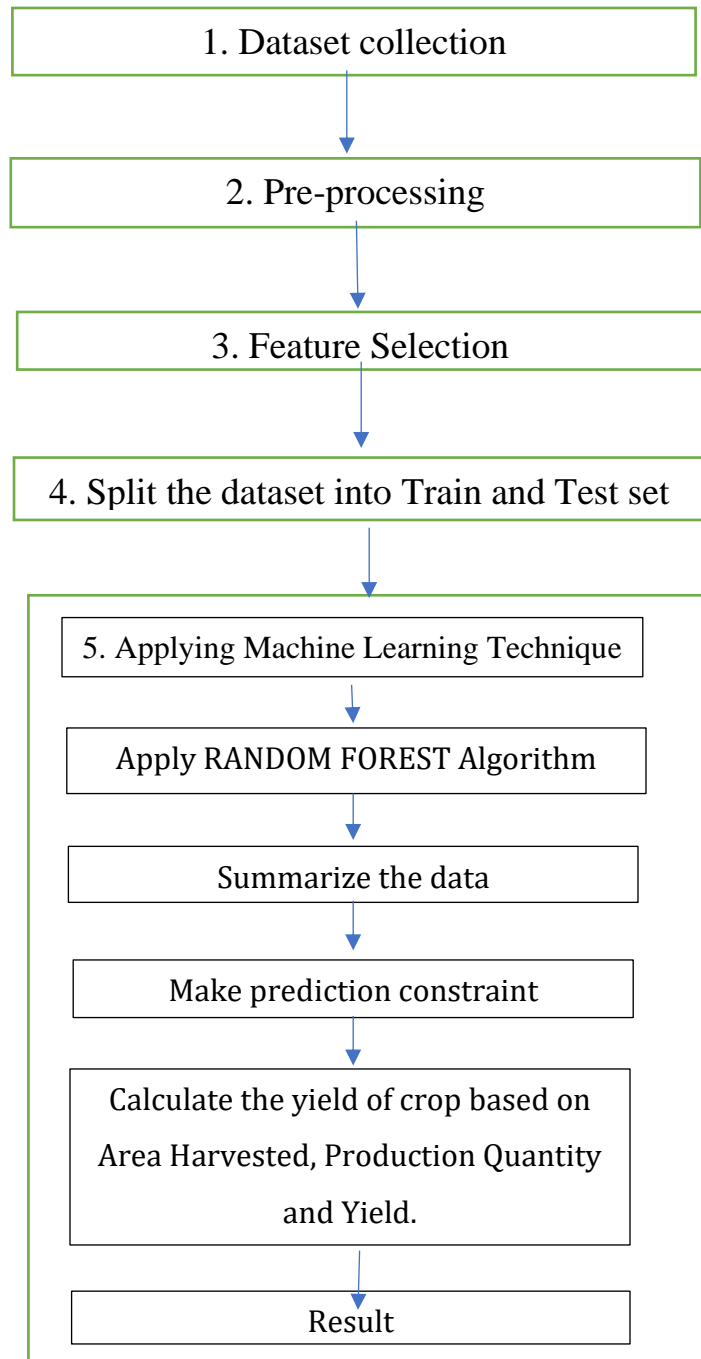 1. Dataset collection
2. Pre-processing
3. Feature Selection
4. Split the dataset into Train and Test set
5. Applying Machine Learning Technique
Apply RANDOM FOREST Algorithm
Summarize the data
Make prediction constraint
Calculate the yield of crop based on
Area Harvested, Production Quantity
and Yield.
Result